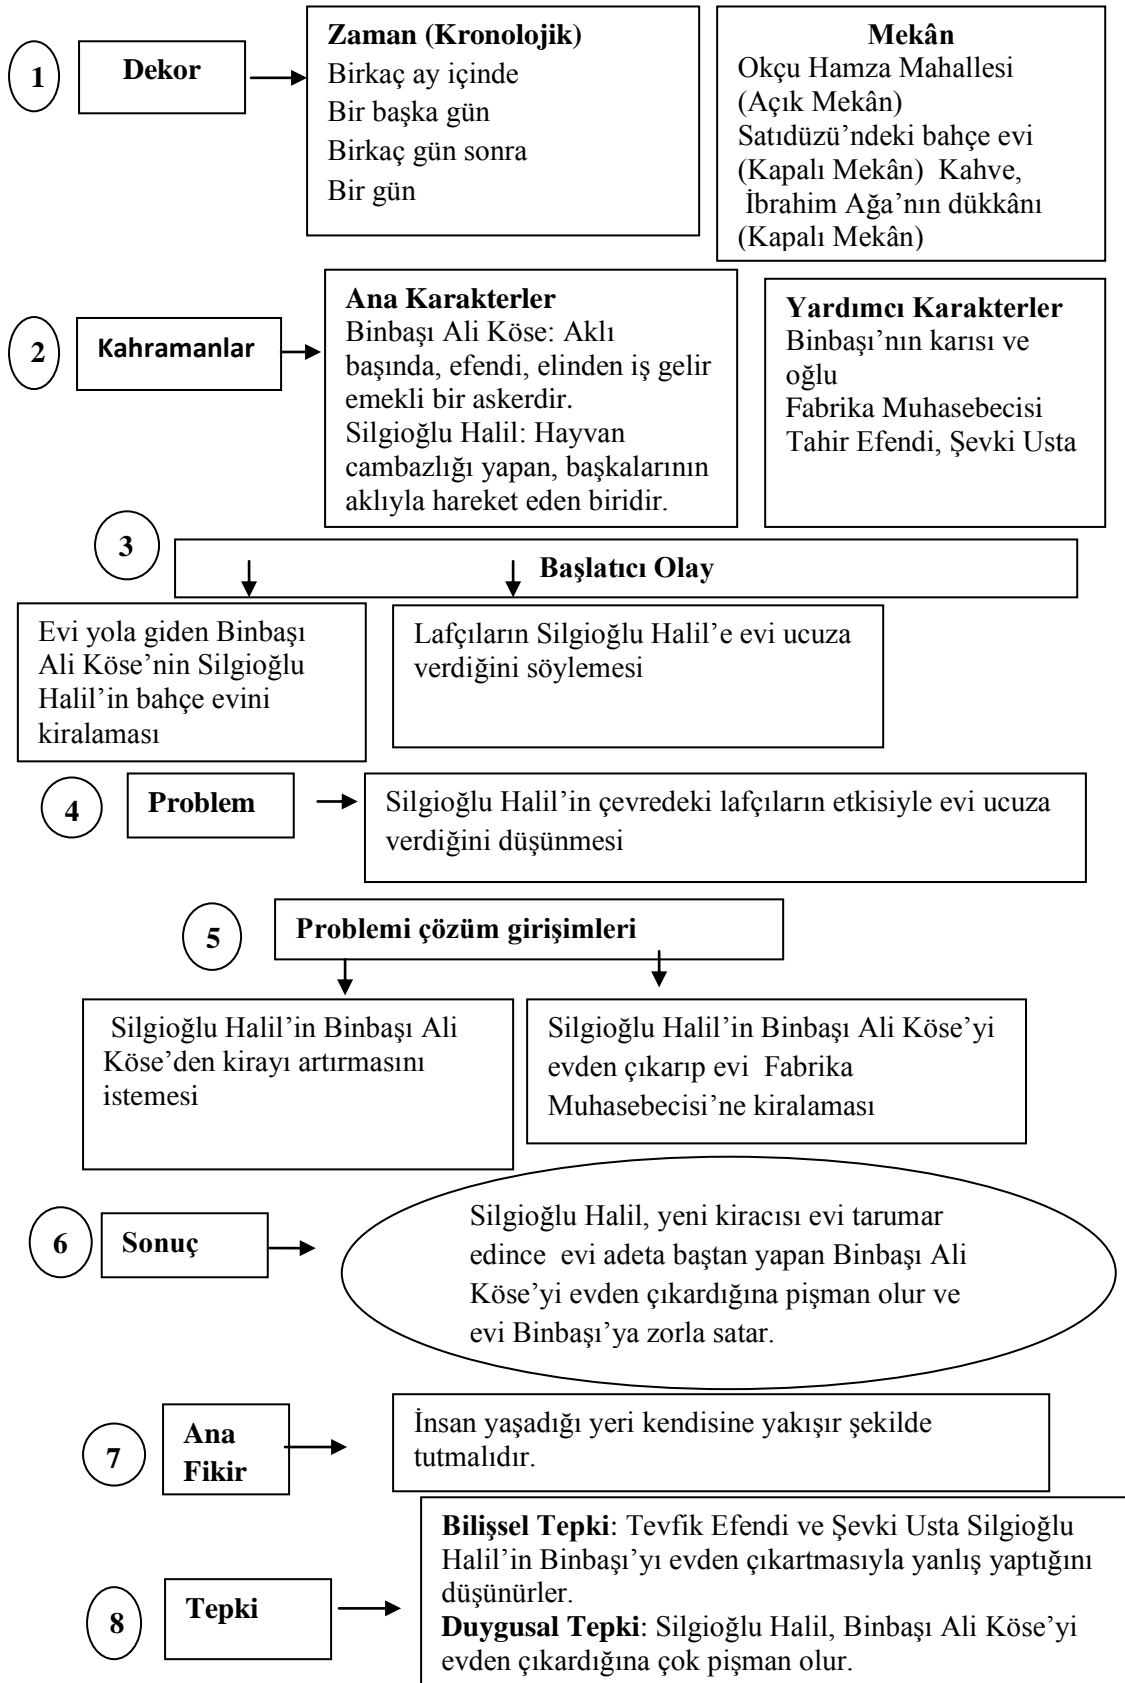 1
Dekor
Zaman (Kronolojik)
Birkaç ay içinde
Bir başka gün
Birkaç gün sonra
Bir gün
Mekân
Okçu Hamza Mahallesi
(Açık Mekân)
Satıdüzü’ndeki bahçe evi
(Kapalı Mekân)  Kahve,
İbrahim Ağa’nın dükkânı
(Kapalı Mekân)
2
Kahramanlar
Ana Karakterler
Binbaşı Ali Köse: Aklı
başında, efendi, elinden iş gelir
emekli bir askerdir.
Silgioğlu Halil: Hayvan
cambazlığı yapan, başkalarının
aklıyla hareket eden biridir.
Yardımcı Karakterler
Binbaşı’nın karısı ve
oğlu
Fabrika Muhasebecisi
Tahir Efendi, Şevki Usta
3
Başlatıcı Olay
Evi yola giden Binbaşı
Ali Köse’nin Silgioğlu
Halil’in bahçe evini
kiralaması
Lafçıların Silgioğlu Halil’e evi ucuza
verdiğini söylemesi
4
Problem
Silgioğlu Halil’in çevredeki lafçıların etkisiyle evi ucuza
verdiğini düşünmesi
5
Problemi çözüm girişimleri
Silgioğlu Halil’in Binbaşı Ali
Köse’den kirayı artırmasını
istemesi
Silgioğlu Halil’in Binbaşı Ali Köse’yi
evden çıkarıp evi  Fabrika
Muhasebecisi’ne kiralaması
6
Sonuç
Silgioğlu Halil, yeni kiracısı evi tarumar
edince  evi adeta baştan yapan Binbaşı Ali
Köse’yi evden çıkardığına pişman olur ve
evi Binbaşı’ya zorla satar.
7
Ana
Fikir
İnsan yaşadığı yeri kendisine yakışır şekilde
tutmalıdır.
8
Tepki
Bilişsel Tepki: Tevfik Efendi ve Şevki Usta Silgioğlu
Halil’in Binbaşı’yı evden çıkartmasıyla yanlış yaptığını
düşünürler.
Duygusal Tepki: Silgioğlu Halil, Binbaşı Ali Köse’yi
evden çıkardığına çok pişman olur.